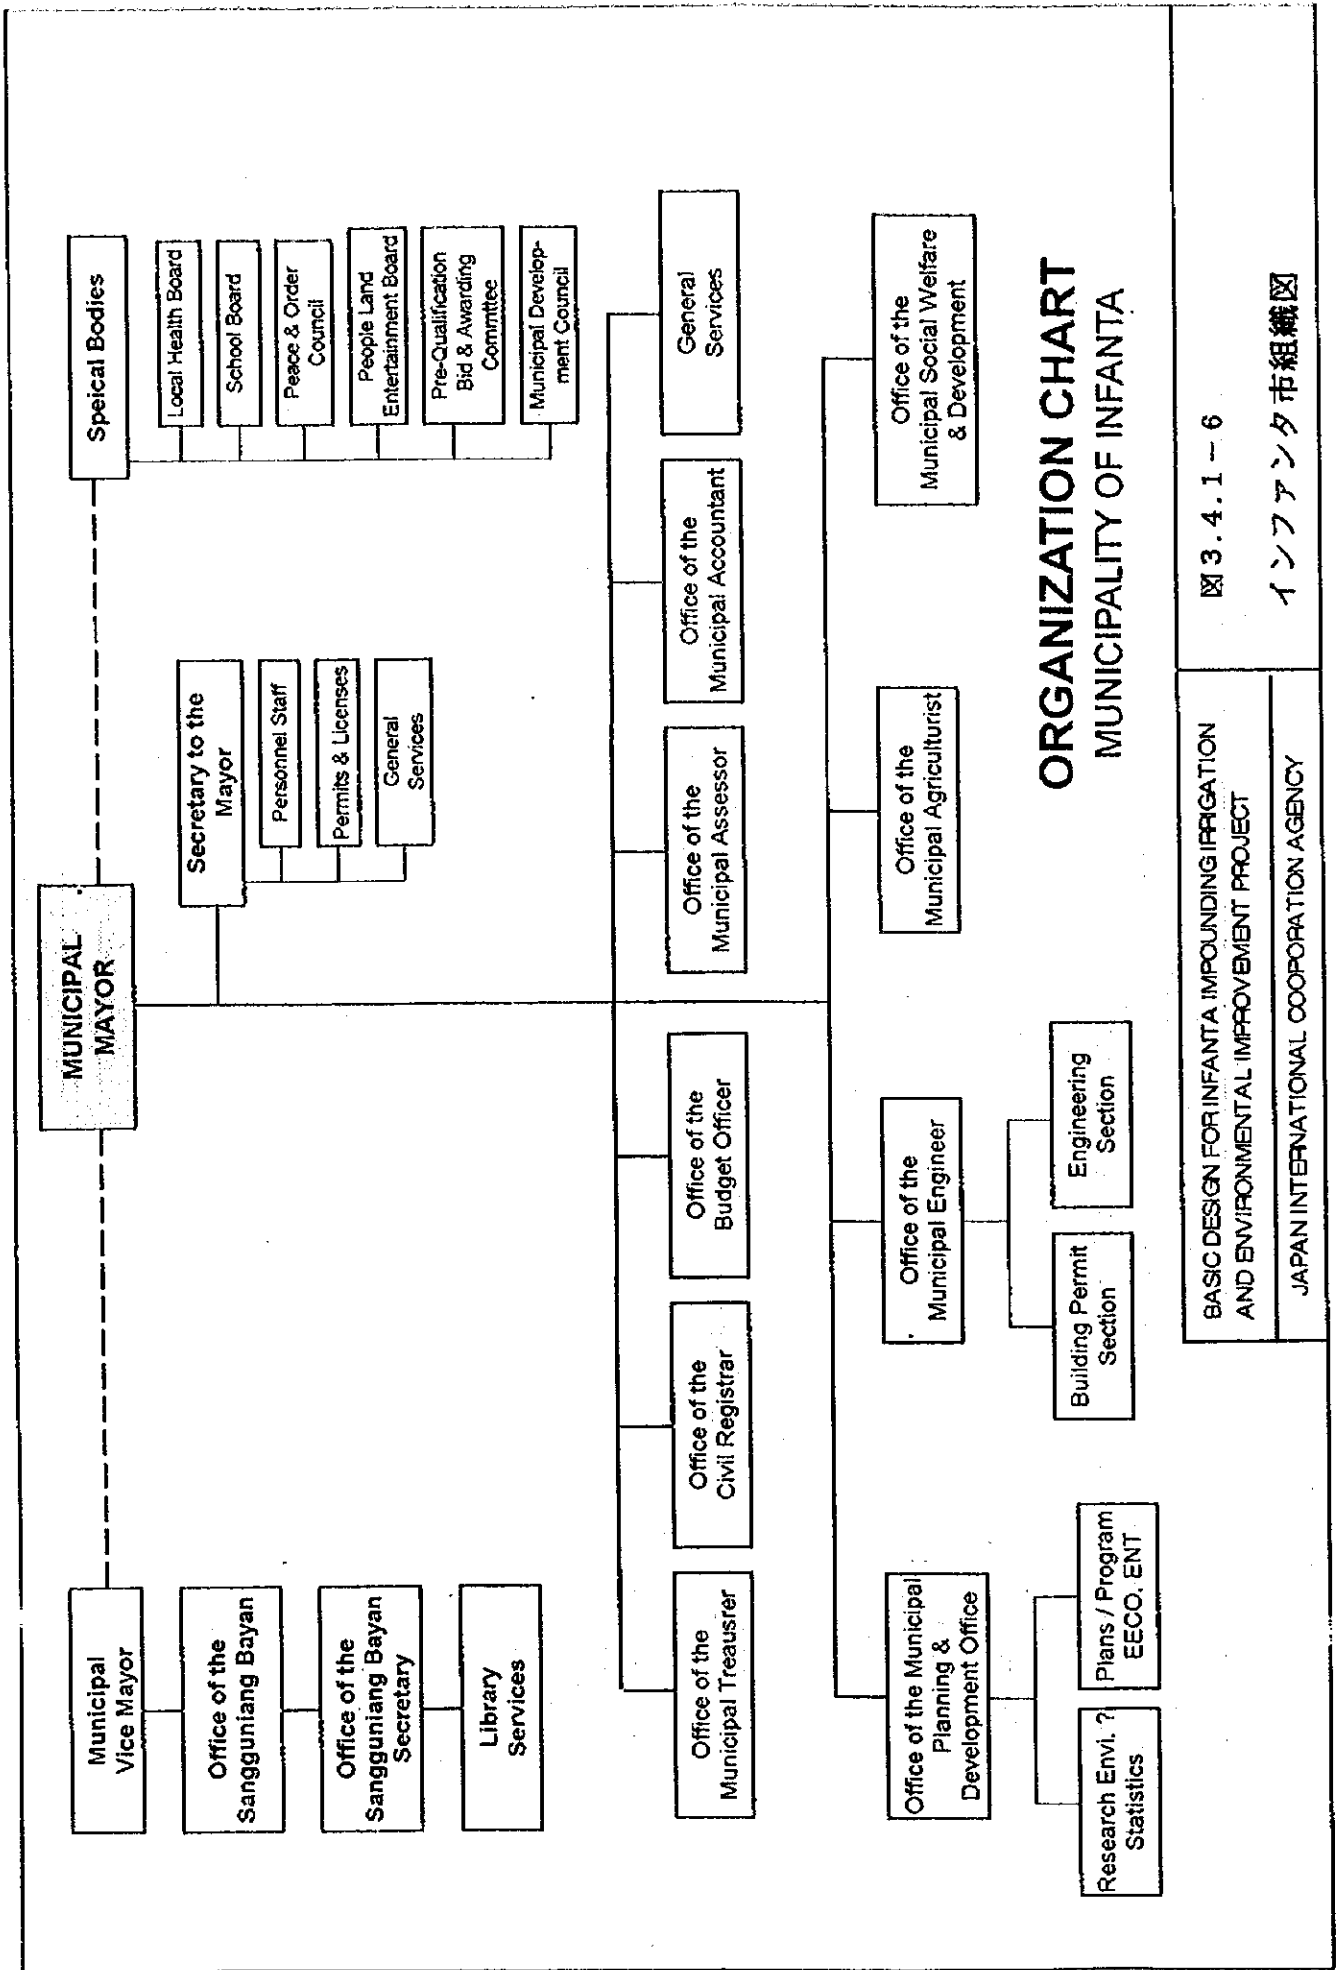 MUNICIPAL
MAYOR
Municipal
Vice Mayor
Office of the
Sangguniang Bayan
Office of the
Sangguniang Bayan
Secretary
Library
Services
Secretary to the
Mayor
Personnel Staff
Permits & Licenses
General
Services
Speical Bodies
Local Health Board
School Board
Peace & Order
Council
People Land
Entertainment Board
Pre-Qualification
Bid & Awarding
Committee
Municipal Develop-
ment Council
Office of the
Municipal Treausrer
Office of the
Civil Registrar
Office of the
Budget Officer
Office of the
Municipal Assessor
Office of the
Municipal Accountant
General
Services
Office of the Municipal
Planning &
Development Office
Research Envi. ?
Statistics
Plans / Program
EECO. ENT
Office of the
Municipal Engineer
Building Permit
Section
Engineering
Section
Office of the
Municipal Agriculturist
Office of the
Municipal Social Welfare
& Development
ORGANIZATION CHART
MUNICIPALITY OF INFANTA
BASIC DESIGN FOR INFANTA IMPOUNDING IRRIGATION
AND ENVIRONMENTAL IMPROVEMENT PROJECT
JAPAN INTERNATIONAL COOPORATION AGENCY
図3.4.1-6
インファンタ市組織図